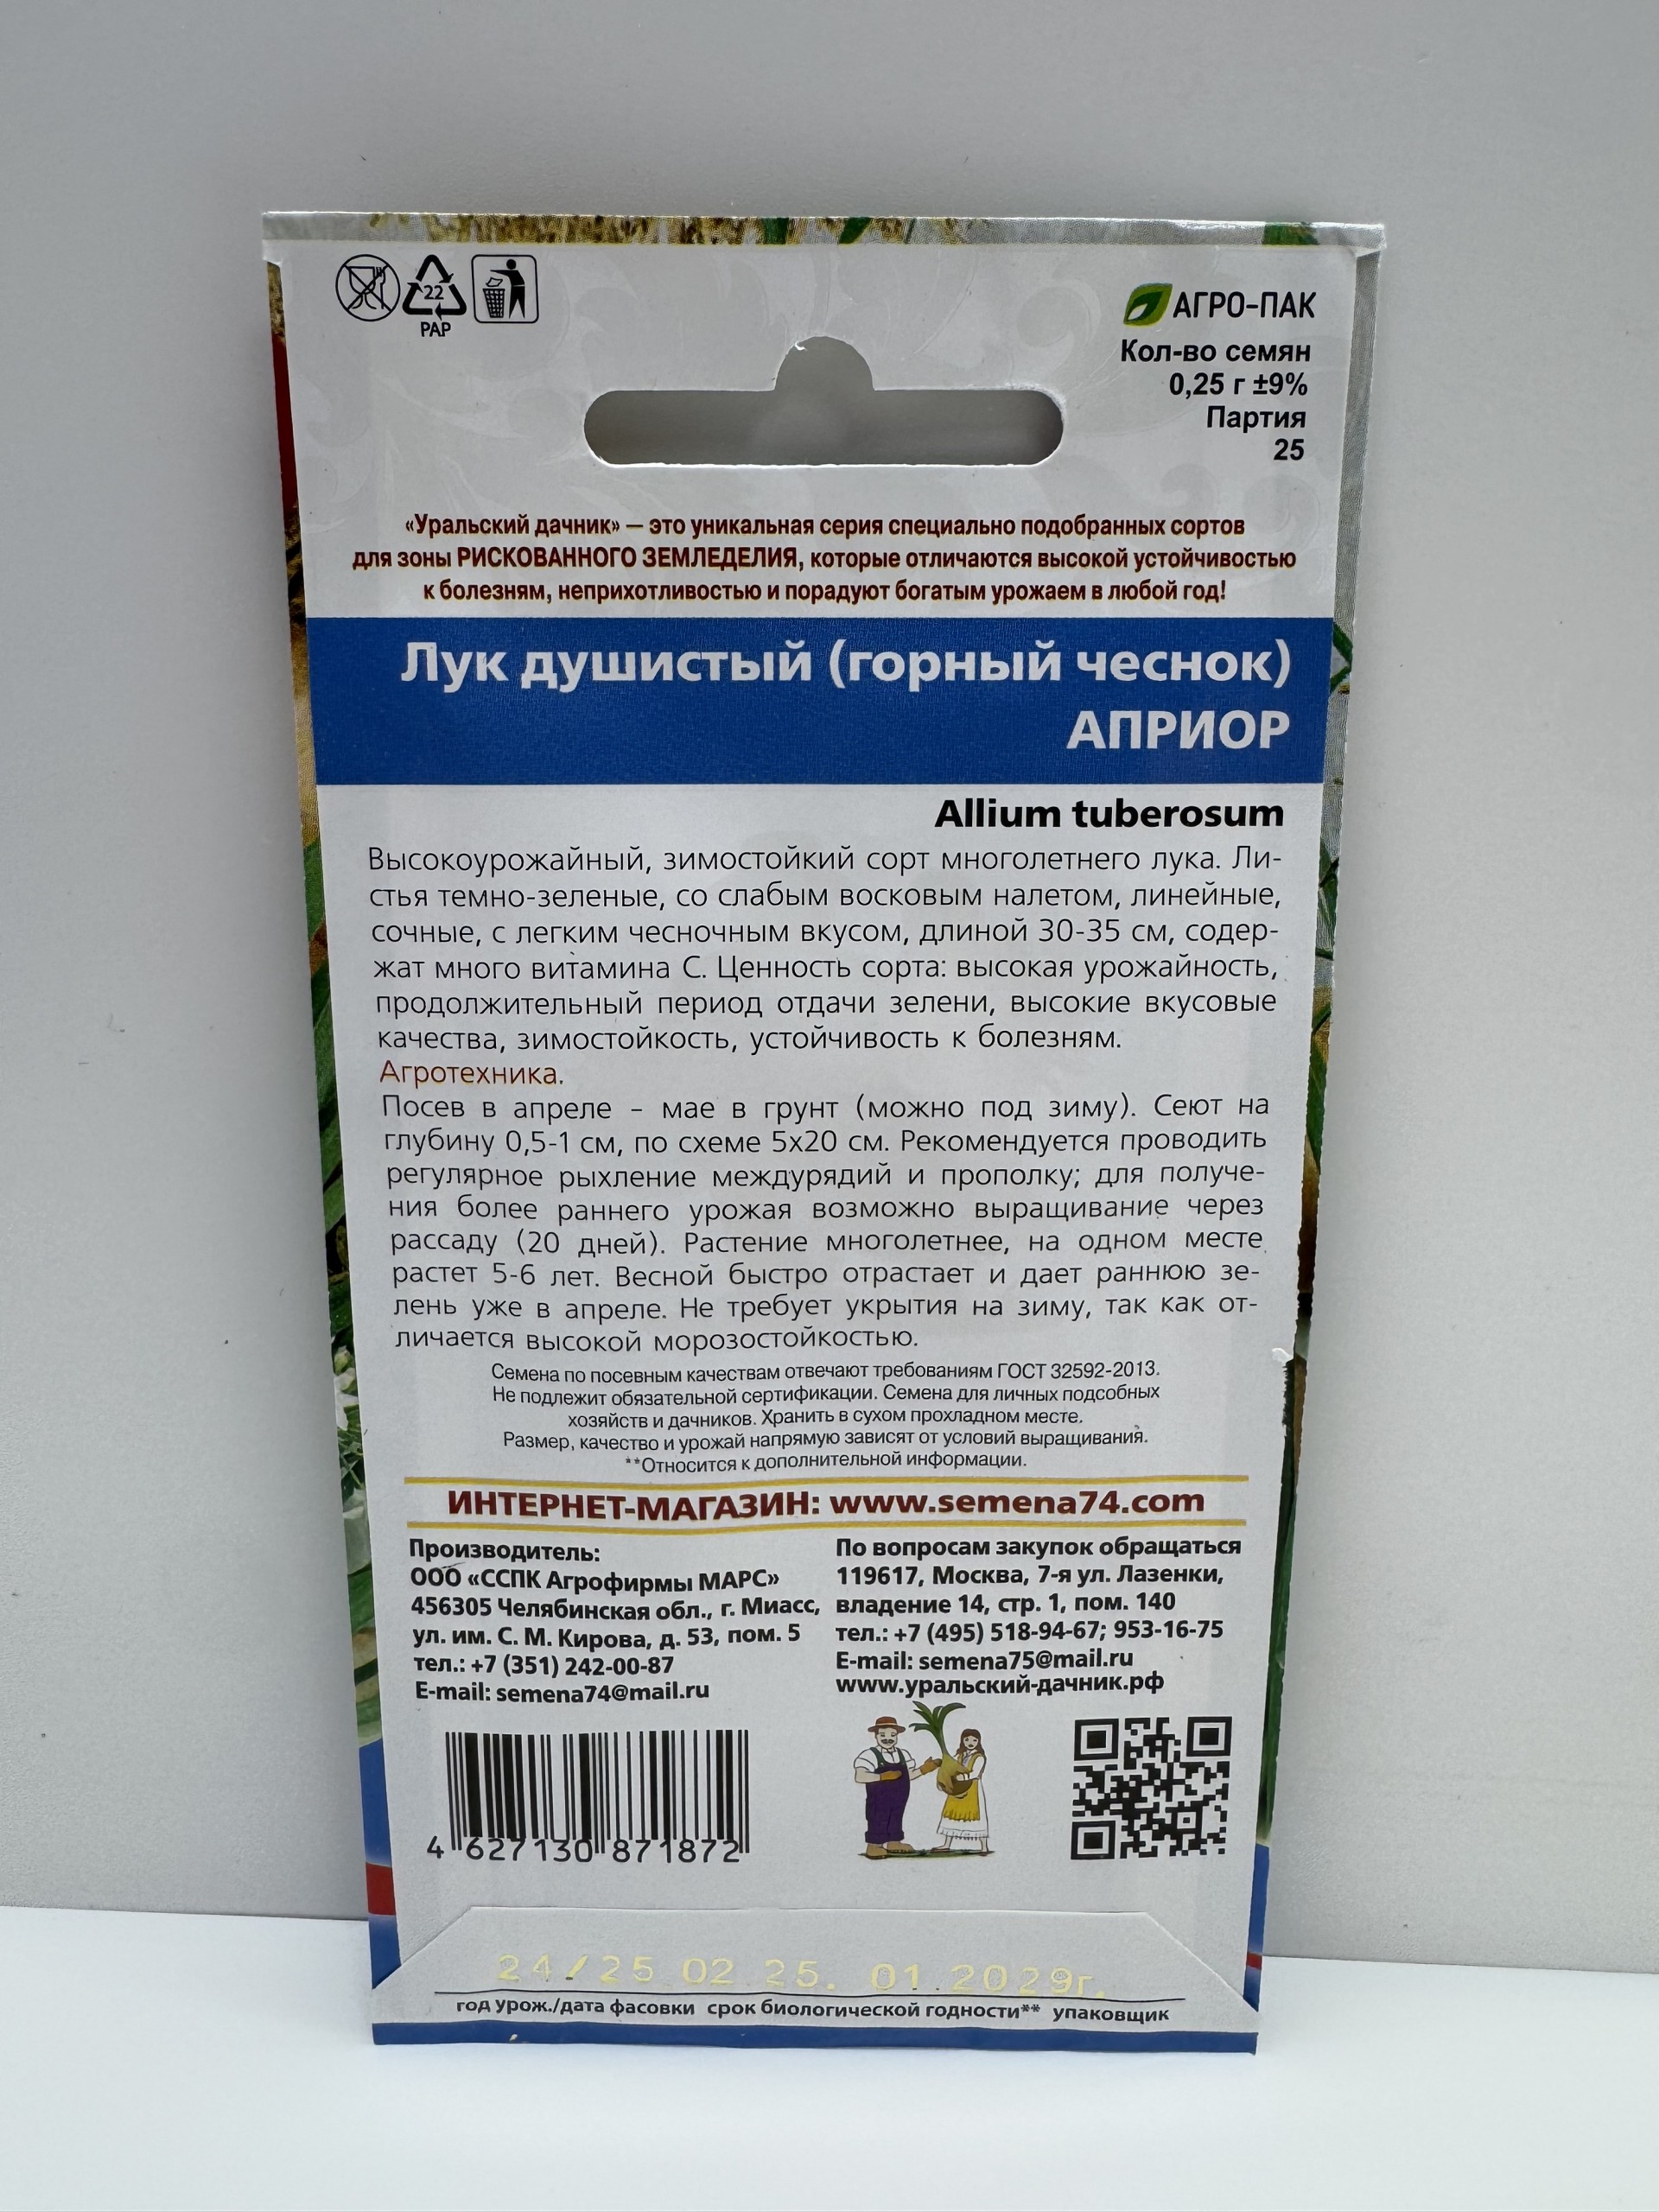 22
PAP
АГРО-ПАК
Кол-во семян
0,25 г ±9%
Партия
25
«Уральский дачник» — это уникальная серия специально подобранных сортов
для зоны РИСКОВАННОГО ЗЕМЛЕДЕЛИЯ, которые отличаются высокой устойчивостью
к болезням, неприхотливостью и порадуют богатым урожаем в любой год!
Лук душистый (горный чеснок)
АПРИОР
Allium tuberosum
Высокоурожайный, зимостойкий сорт многолетнего лука. Ли-
стья темно-зеленые, со слабым восковым налетом, линейные,
сочные, с легким чесночным вкусом, длиной 30-35 см, содер-
жат много витамина С. Ценность сорта: высокая урожайность,
продолжительный период отдачи зелени, высокие вкусовые
качества, зимостойкость, устойчивость к болезням.
Агротехника.
Посев в апреле – мае в грунт (можно под зиму). Сеют на
глубину 0,5-1 см, по схеме 5х20 см. Рекомендуется проводить
регулярное рыхление междурядий и прополку; для получе-
ния более раннего урожая возможно выращивание через
рассаду (20 дней). Растение многолетнее, на одном месте
растет 5-6 лет. Весной быстро отрастает и дает раннюю зе-
лень уже в апреле. Не требует укрытия на зиму, так как от-
личается высокой морозостойкостью.
Семена по посевным качествам отвечают требованиям ГОСТ 32592-2013.
Не подлежит обязательной сертификации. Семена для личных подсобных
хозяйств и дачников. Хранить в сухом прохладном месте.
Размер, качество и урожай напрямую зависят от условий выращивания.
**Относится к дополнительной информации.
ИНТЕРНЕТ-МАГАЗИН: www.semena74.com
Производитель:
ООО «ССПК Агрофирмы МАРС»
456305 Челябинская обл., г. Миасс,
ул. им. С. М. Кирова, д. 53, пом. 5
тел.: +7 (351) 242-00-87
E-mail: semena74@mail.ru
По вопросам закупок обращаться
119617, Москва, 7-я ул. Лазенки,
владение 14, стр. 1, пом. 140
тел.: +7 (495) 518-94-67; 953-16-75
E-mail: semena75@mail.ru
www.уральский-дачник.рф
4 627130 871872
24/25 02 25. 01.2029г.
год урож./дата фасовки срок биологической годности** упаковщик